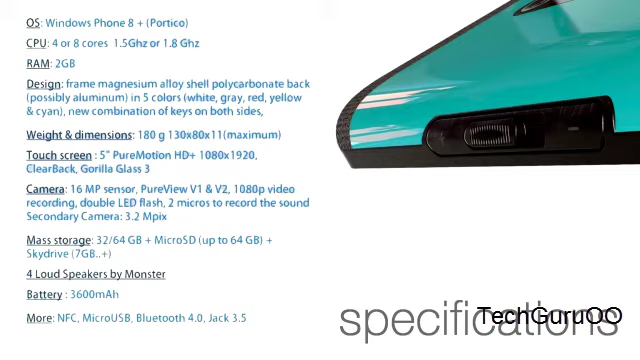 OS: Windows Phone 8 + (Portico)
CPU: 4 or 8 cores 1.5Ghz or 1.8 Ghz
RAM: 2GB
Design: frame magnesium alloy shell polycarbonate back
(possibly aluminum) in 5 colors (white, gray, red, yellow
& cyan), new combination of keys on both sides,
Weight & dimensions: 180 g 130x80x11(maximum)
Touch screen : 5" PureMotion HD+ 1080x1920,
ClearBack, Gorilla Glass 3
Camera: 16 MP sensor, PureView V1 & V2, 1080p video
recording, double LED flash, 2 micros to record the sound
Secondary Camera: 3.2 Mpix
Mass storage: 32/64 GB + MicroSD (up to 64 GB) +
Skydrive (7GB..+)
4 Loud Speakers by Monster
Battery : 3600mAh
More: NFC, MicroUSB, Bluetooth 4.0, Jack 3.5
specifications
TechGuruOO